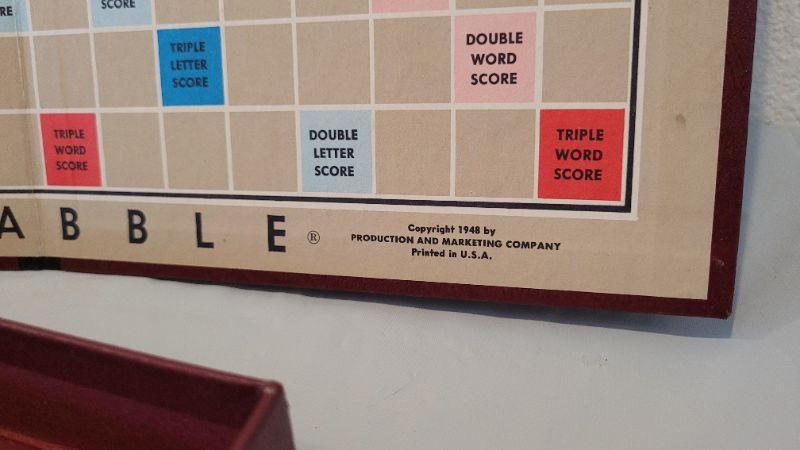 RE
SCORE
TRIPLE
LETTER
SCORE
DOUBLE
WORD
SCORE
TRIPLE
WORD
SCORE
DOUBLE
LETTER
SCORE
TRIPLE
WORD
SCORE
ABBLE ®
Copyright 1948 by
PRODUCTION AND MARKETING COMPANY
Printed in U.S.A.